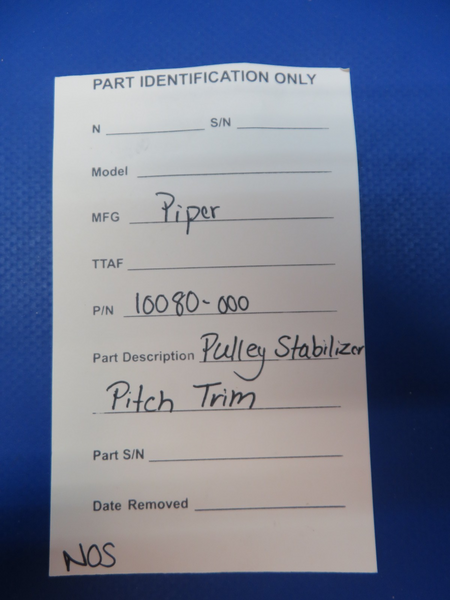 PART IDENTIFICATION ONLY
N S/N
Model
MFG Piper
TTAF
P/N 10080-000
Part Description Pulley Stabilizer
Pitch Trim
Part S/N
Date Removed
NOS